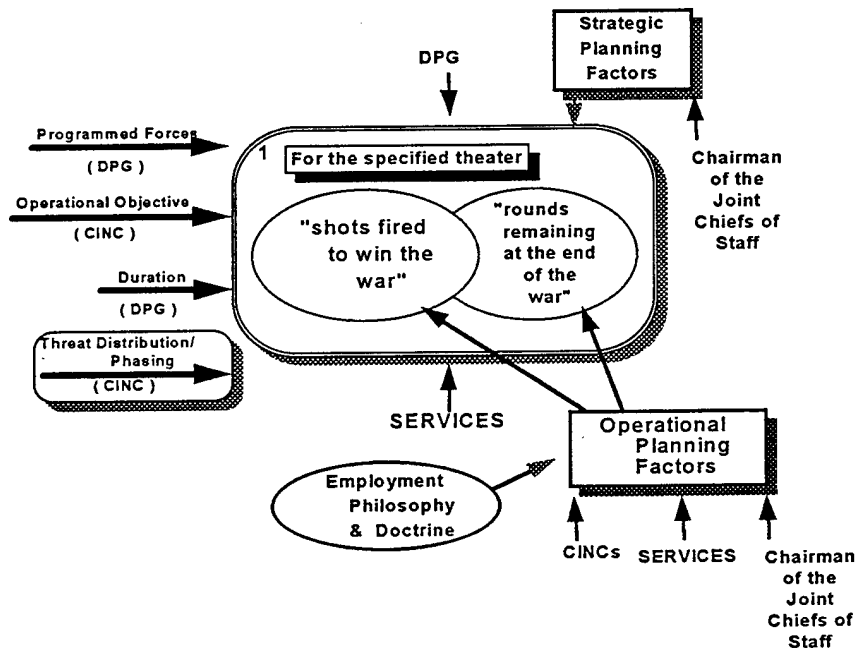 Strategic
Planning
Factors
DPG
Programmed Forces
( DPG )
Operational Objective
( CINC )
Duration
( DPG )
Threat Distribution/
Phasing
( CINC )
1
For the specified theater
"shots fired
to win the
war"
"rounds
remaining
at the end
of the
war"
Chairman
of the
Joint
Chiefs of
Staff
SERVICES
Operational
Planning
Factors
Employment
Philosophy
& Doctrine
CINCs
SERVICES
Chairman
of the
Joint
Chiefs of
Staff